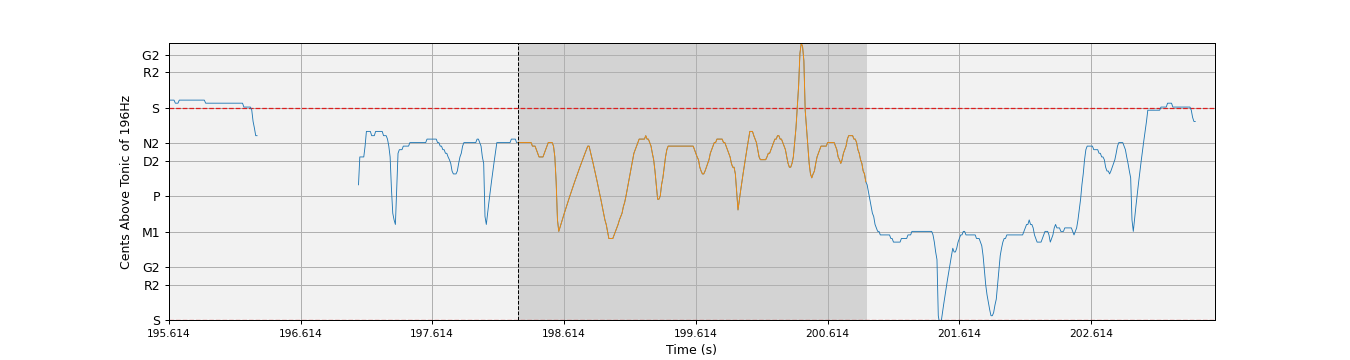 Cents Above Tonic of 196Hz
G2
R2
S
N2
D2
P
M1
G2
R2
S
195.614 196.614 197.614 198.614 199.614 200.614 201.614 202.614
Time (s)